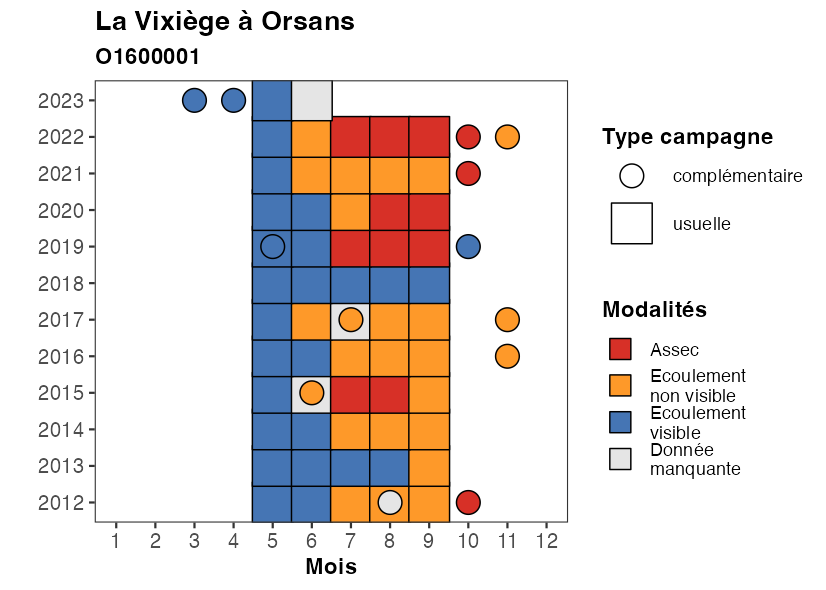 La Vixiège à Orsans
O1600001
2023
2022
2021
2020
2019
2018
2017
2016
2015
2014
2013
2012
1 2 3 4 5 6 7 8 9 10 11 12
Mois
Type campagne
complémentaire
usuelle
Modalités
Assec
Ecoulement
non visible
Ecoulement
visible
Donnée
manquante